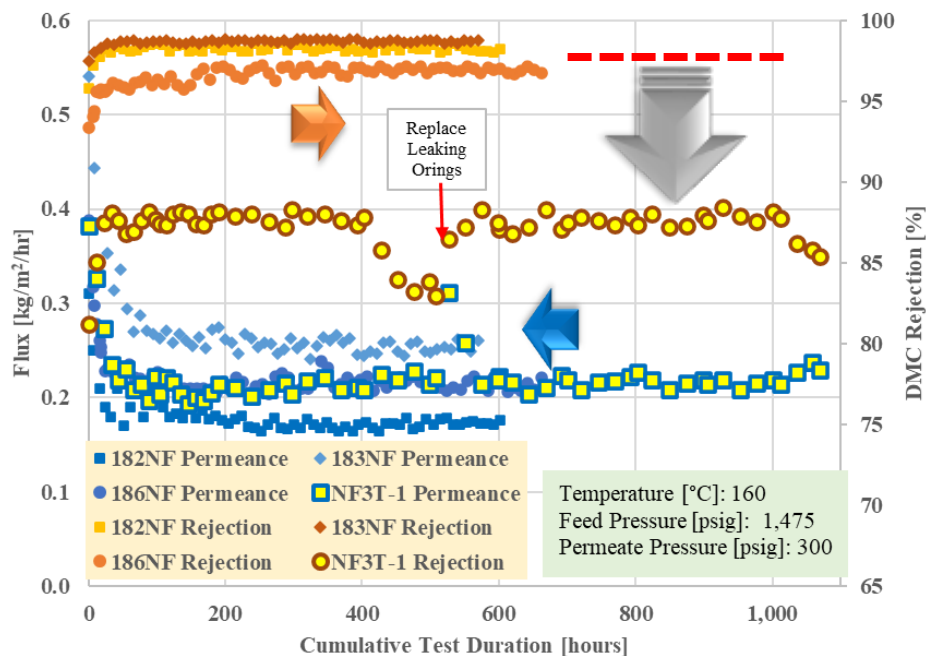 0.6
0.5
0.4
0.3
0.2
0.1
0.0
Flux [kg/m²/hr]
100
95
90
85
80
75
70
65
DMC Rejection [%]
Replace
Leaking
Orings
182NF Permeance
183NF Permeance
186NF Permeance
NF3T-1 Permeance
182NF Rejection
183NF Rejection
186NF Rejection
NF3T-1 Rejection
Temperature [°C]: 160
Feed Pressure [psig]: 1,475
Permeate Pressure [psig]: 300
0
200
400
600
800
1,000
Cumulative Test Duration [hours]